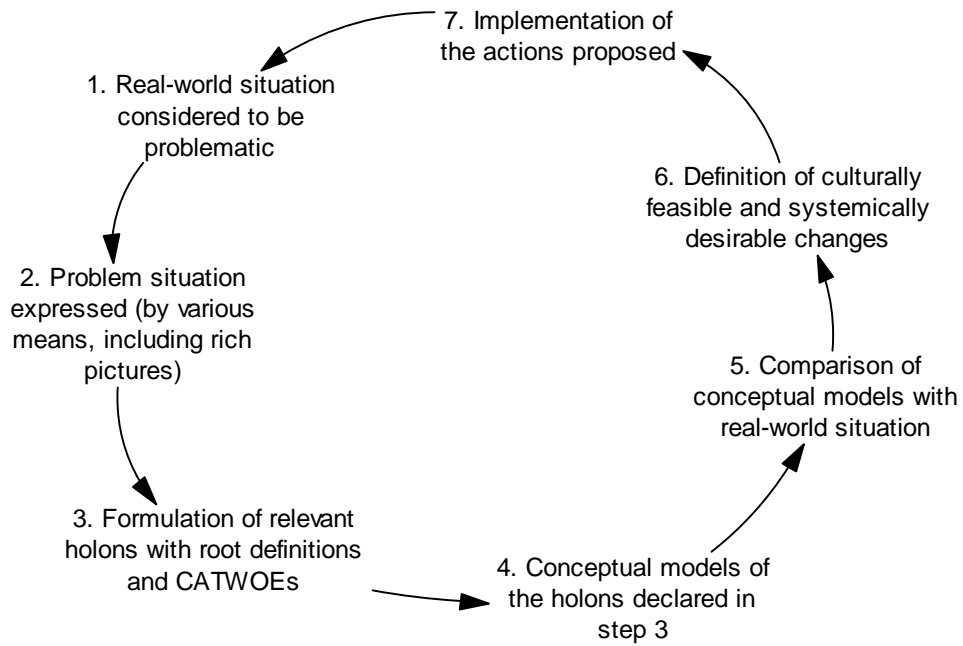 7. Implementation of
the actions proposed
1. Real-world situation
considered to be
problematic
6. Definition of culturally
feasible and systemically
desirable changes
2. Problem situation
expressed (by various
means, including rich
pictures)
5. Comparison of
conceptual models with
real-world situation
3. Formulation of relevant
holons with root definitions
and CATWOEs
4. Conceptual models of
the holons declared in
step 3